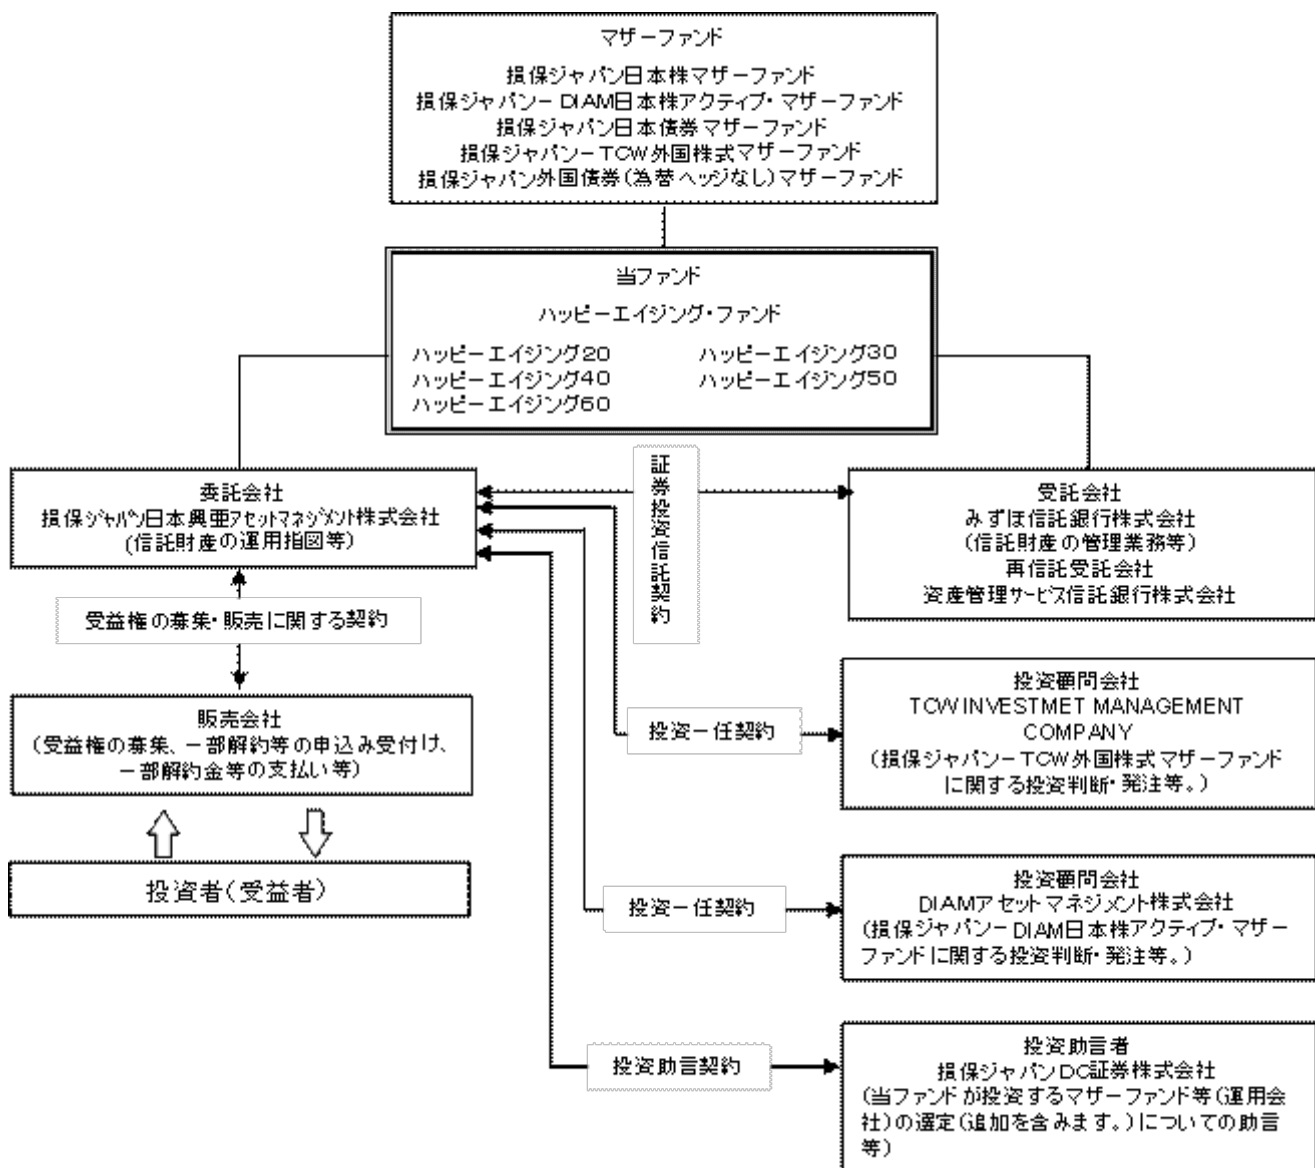 マザーファンド
損保ジャパン日本株マザーファンド
損保ジャパンーDIAM日本株アクティブ・マザーファンド
損保ジャパン日本債券マザーファンド
損保ジャパンーTCW外国株式マザーファンド
損保ジャパン外国債券(為替ヘッジなし)マザーファンド
当ファンド
ハッピーエイジング・ファンド
ハッピーエイジング20 ハッピーエイジング30
ハッピーエイジング40 ハッピーエイジング50
ハッピーエイジング60
証券投資信託契約
委託会社
損保ジャパン日本興亜アセットマネジメント株式会社
(信託財産の運用指図等)
受託会社
みずほ信託銀行株式会社
(信託財産の管理業務等)
再信託受託会社
資産管理サービス信託銀行株式会社
受益権の募集・販売に関する契約
販売会社
(受益権の募集、一部解約等の申込み受付け、
一部解約金等の支払い等)
投資者(受益者)
投資一任契約
投資顧問会社
TCW INVESTMET MANAGEMENT
COMPANY
(損保ジャパンーTCW外国株式マザーファンド
に関する投資判断・発注等。)
投資一任契約
投資顧問会社
DIAMアセットマネジメント株式会社
(損保ジャパンーDIAM日本株アクティブ・マザー
ファンドに関する投資判断・発注等。)
投資助言契約
投資助言者
損保ジャパンDC証券株式会社
(当ファンドが投資するマザーファンド等(運用会
社)の選定(追加を含みます。)についての助言
等)